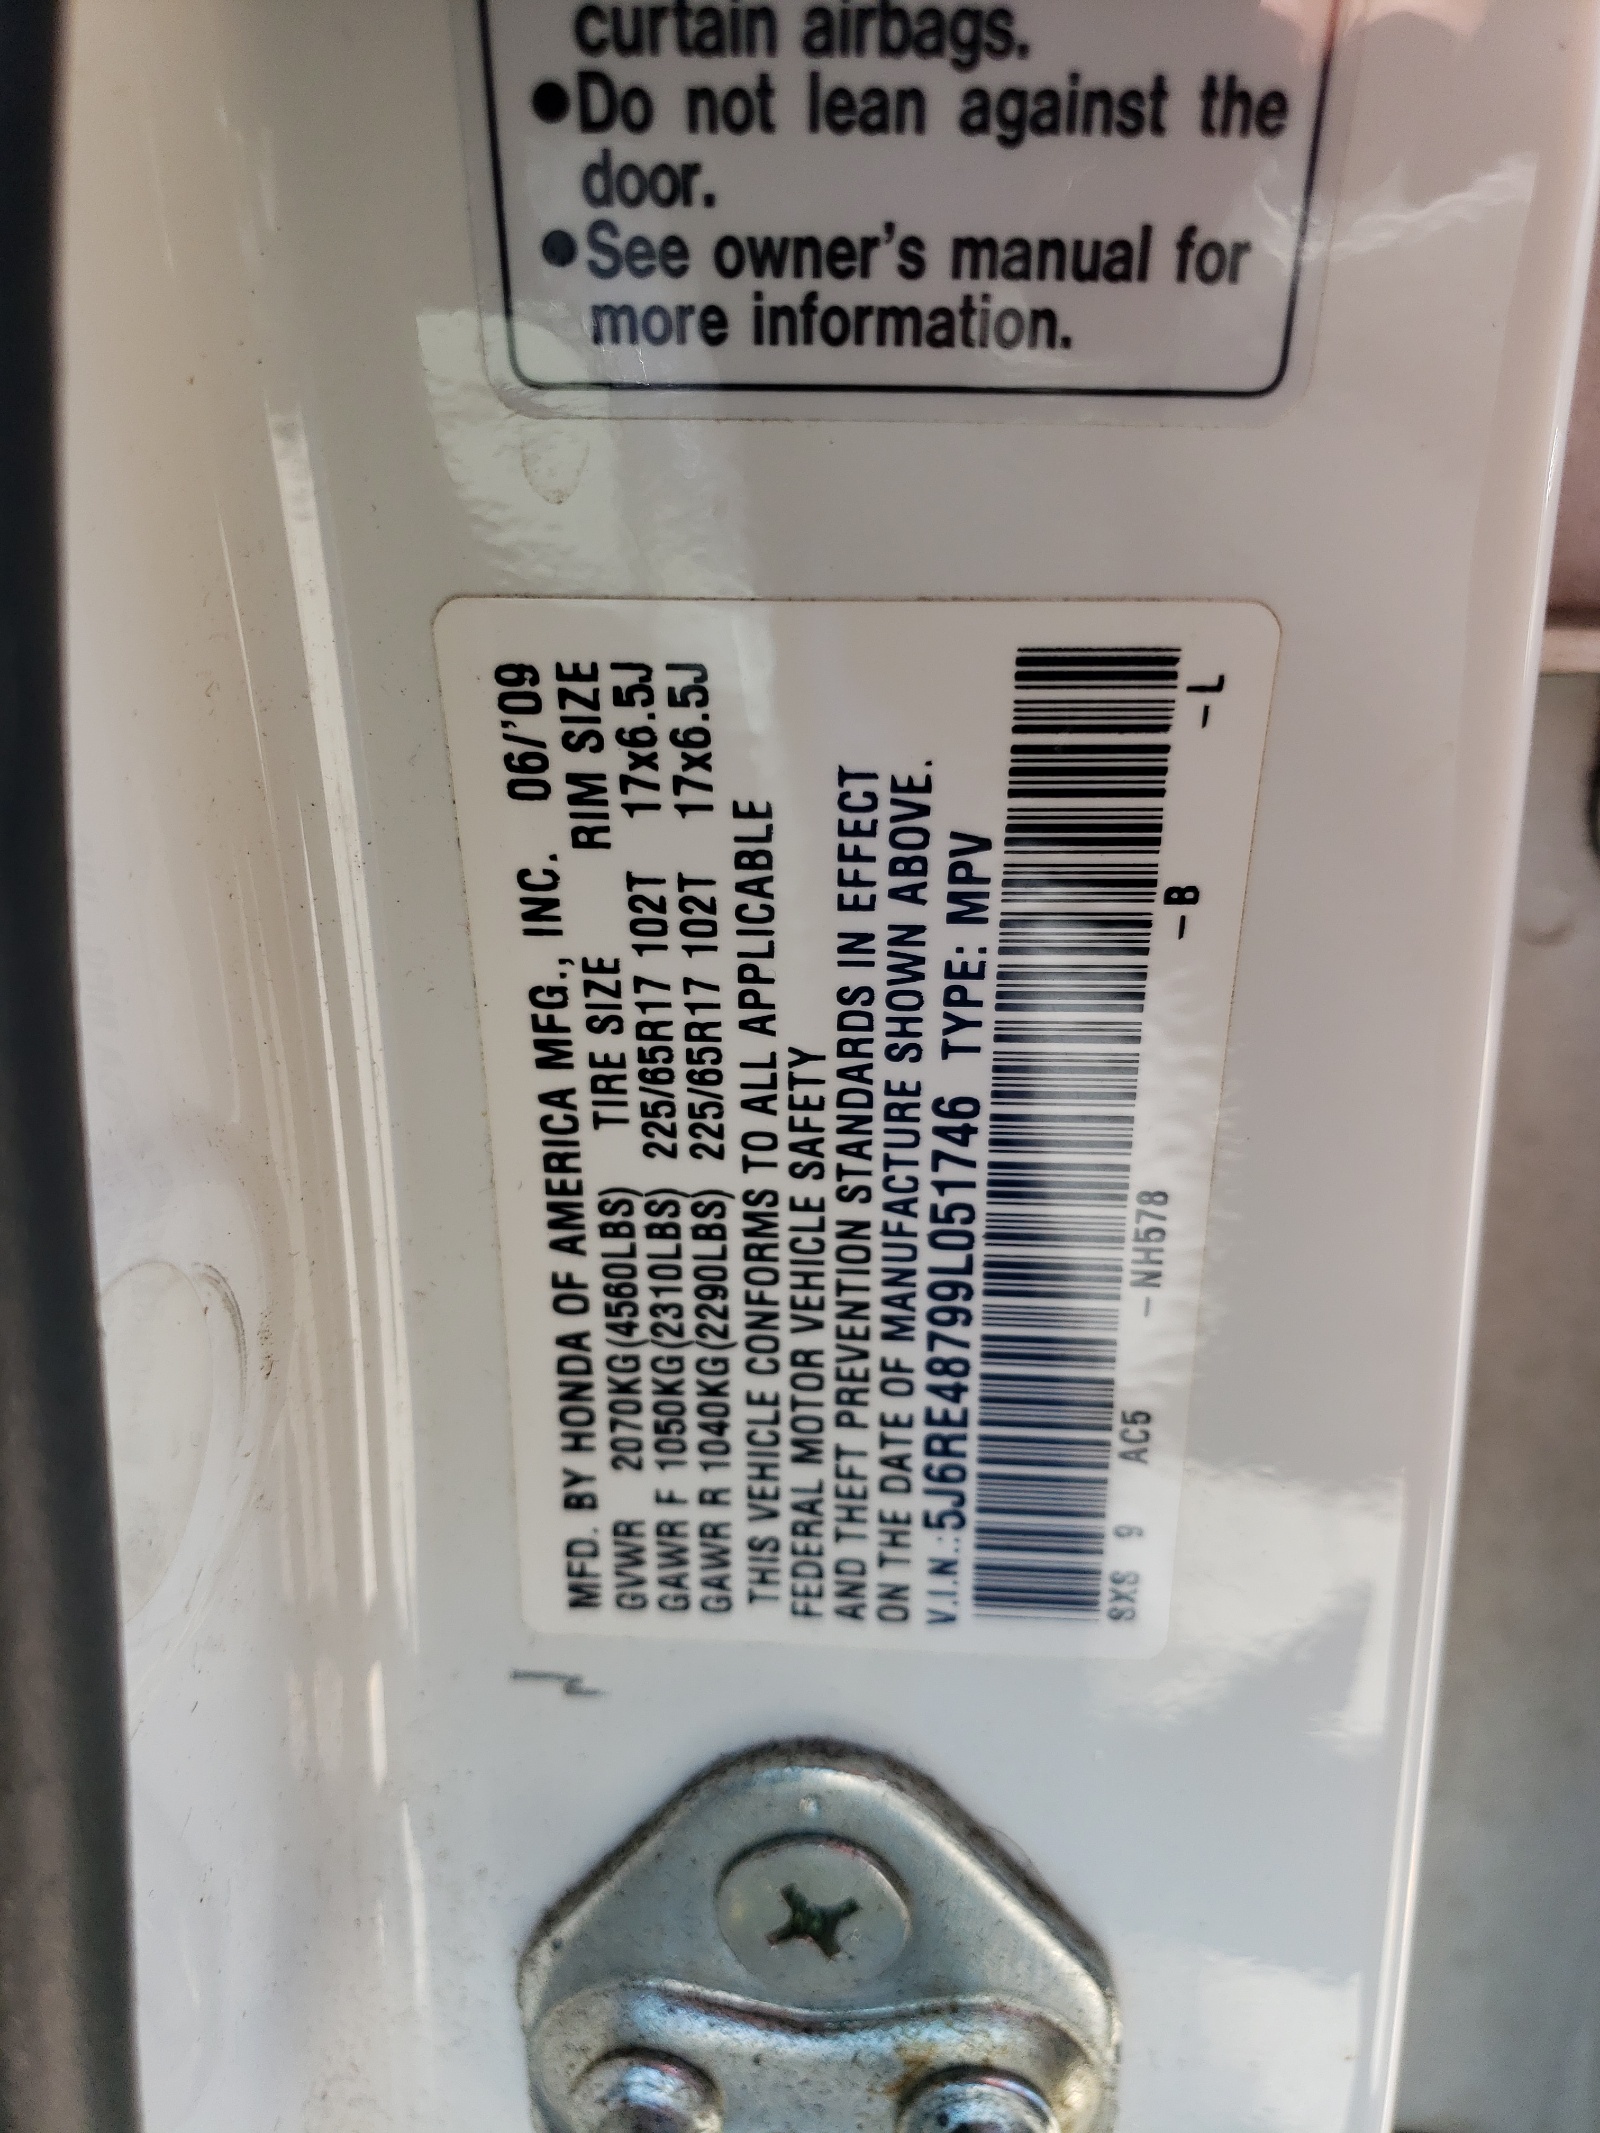 curtain airbags.
●Do not lean against the
door.
●See owner's manual for
more information.
MFD. BY HONDA OF AMERICA MFG., INC. 06/'09
GVWR 2070KG(4560LBS) TIRE SIZE RIM SIZE
GAWR F 1050KG(2310LBS) 225/65R17 102T 17x6.5J
GAWR R 1040KG(2290LBS) 225/65R17 102T 17x6.5J
THIS VEHICLE CONFORMS TO ALL APPLICABLE
FEDERAL MOTOR VEHICLE SAFETY
AND THEFT PREVENTION STANDARDS IN EFFECT
ON THE DATE OF MANUFACTURE SHOWN ABOVE.
V.I.N.:5J6RE48799L051746 TYPE: MPV
SXS 9 AC5 -NH578 -B -L